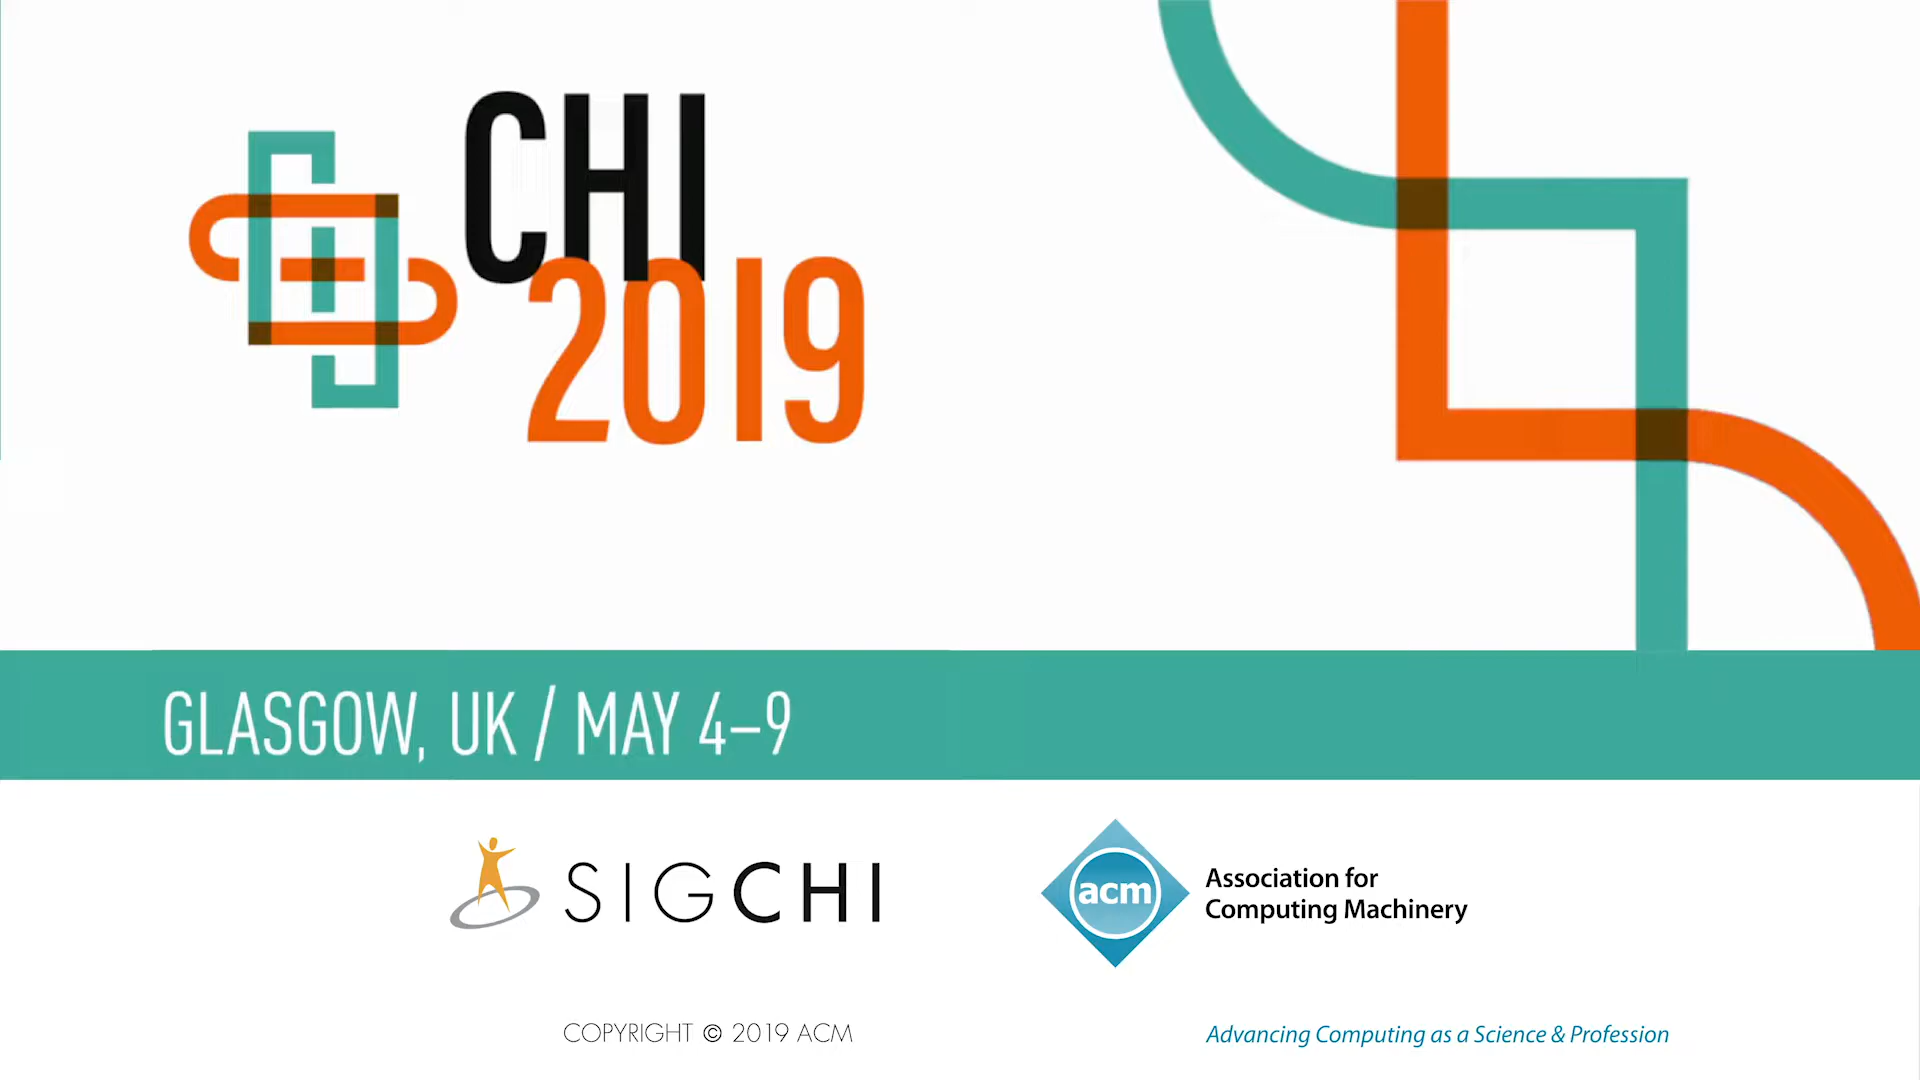 CHI
2019
GLASGOW, UK / MAY 4–9
SIGCHI
acm
Association for
Computing Machinery
COPYRIGHT © 2019 ACM
Advancing Computing as a Science & Profession